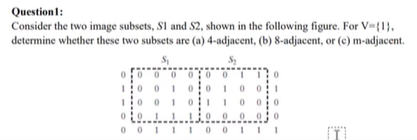 Question1:
Consider the two image subsets, S1 and S2, shown in the following figure. For V={1},
determine whether these two subsets are (a) 4-adjacent, (b) 8-adjacent, or (c) m-adjacent.
S₁ S₂
0 0 0 0 0 0 0 1 1 0
1 0 0 1 0 0 1 0 0 1
1 0 0 1 0 1 1 0 0 0
0 0 1 1 1 0 0 0 0 0
0 0 1 1 1 0 0 1 1 1